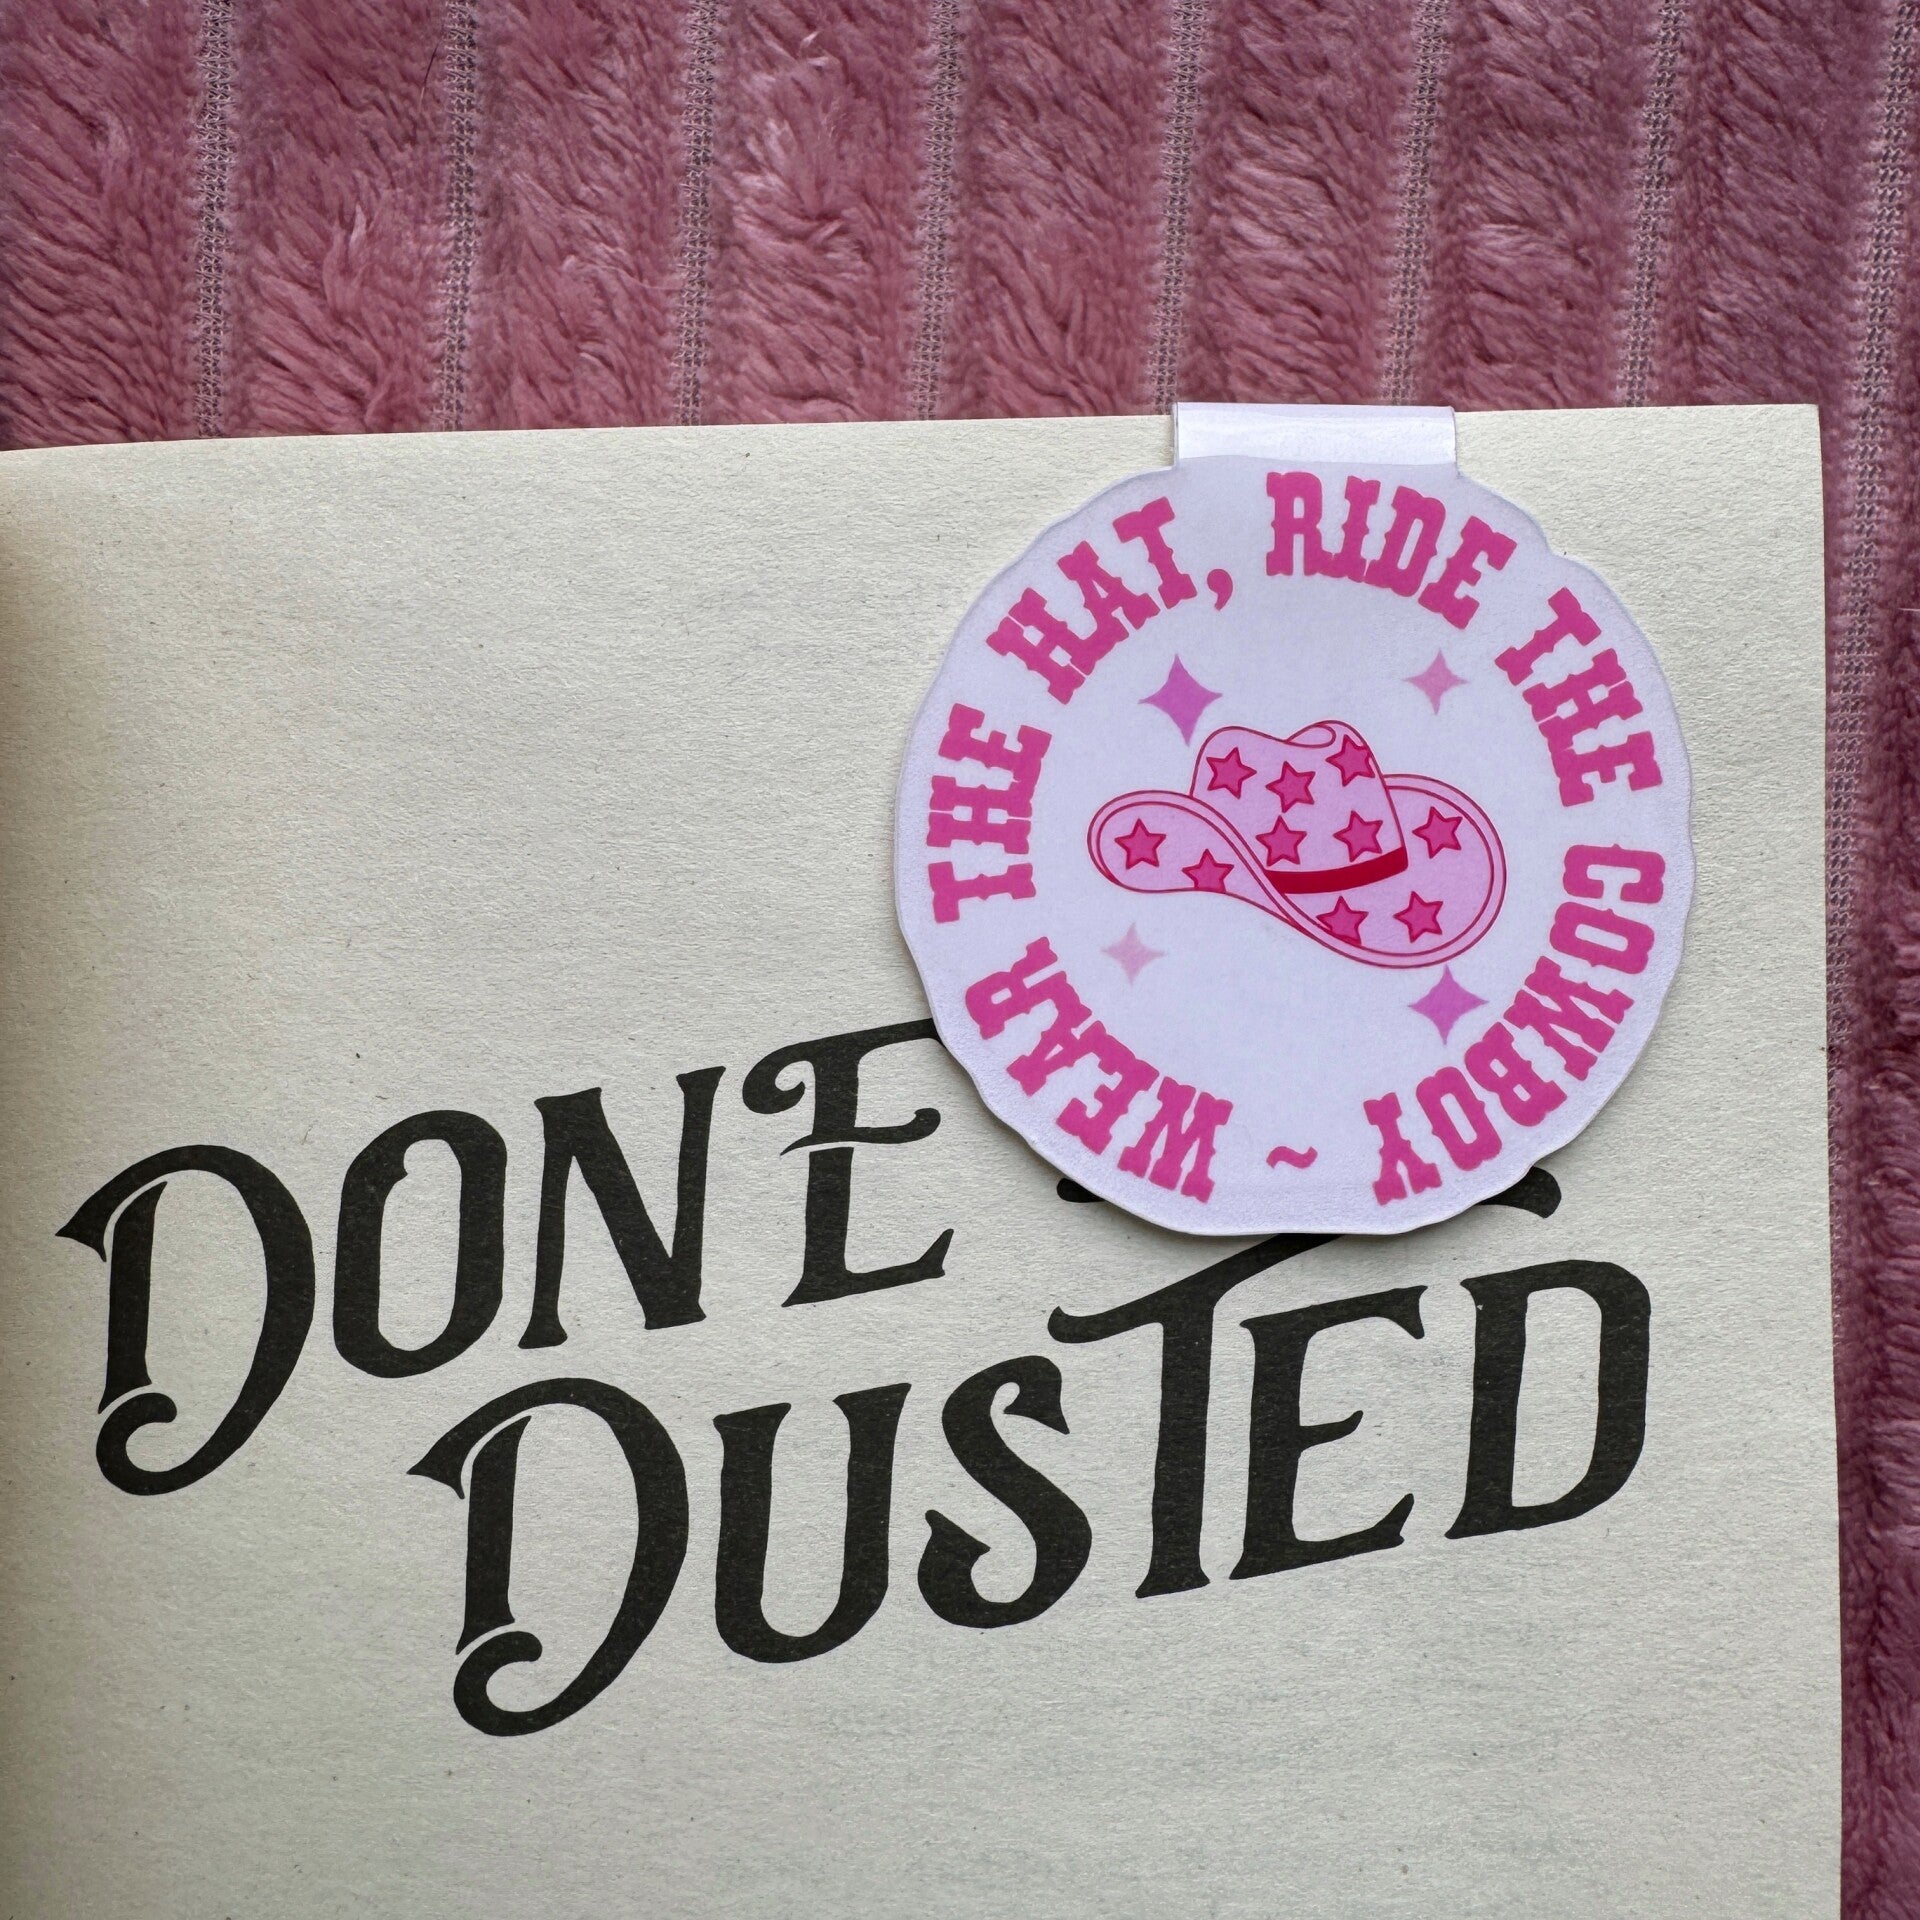 WEAR THE HAT, RIDE THE COWBOY ~
DONE
DUSTED